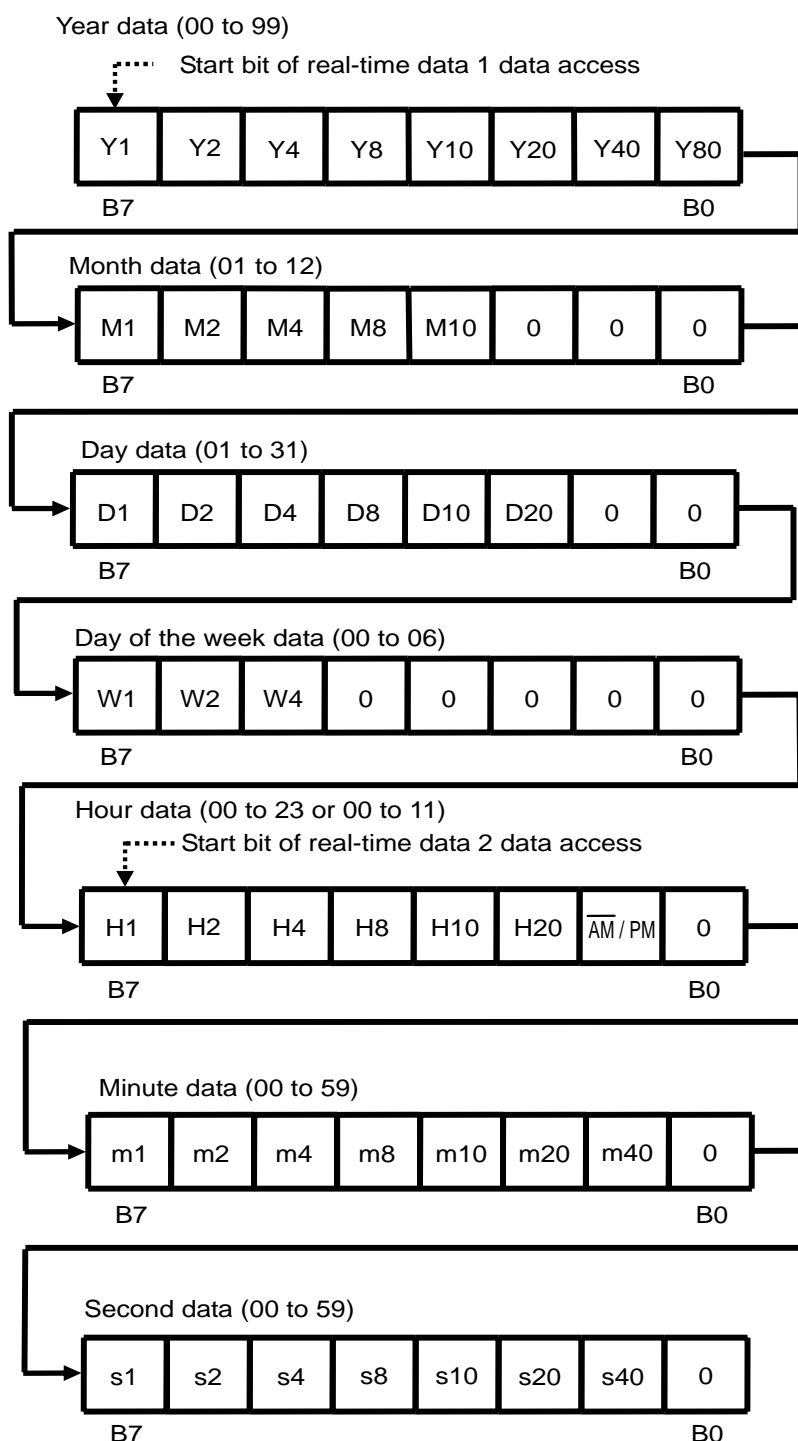 Year data (00 to 99)
Start bit of real-time data 1 data access
Y1 Y2 Y4 Y8 Y10 Y20 Y40 Y80
B7 B0
Month data (01 to 12)
M1 M2 M4 M8 M10 0 0 0
B7 B0
Day data (01 to 31)
D1 D2 D4 D8 D10 D20 0 0
B7 B0
Day of the week data (00 to 06)
W1 W2 W4 0 0 0 0 0
B7 B0
Hour data (00 to 23 or 00 to 11)
Start bit of real-time data 2 data access
H1 H2 H4 H8 H10 H20 A̅M̅ / PM 0
B7 B0
Minute data (00 to 59)
m1 m2 m4 m8 m10 m20 m40 0
B7 B0
Second data (00 to 59)
s1 s2 s4 s8 s10 s20 s40 0
B7 B0